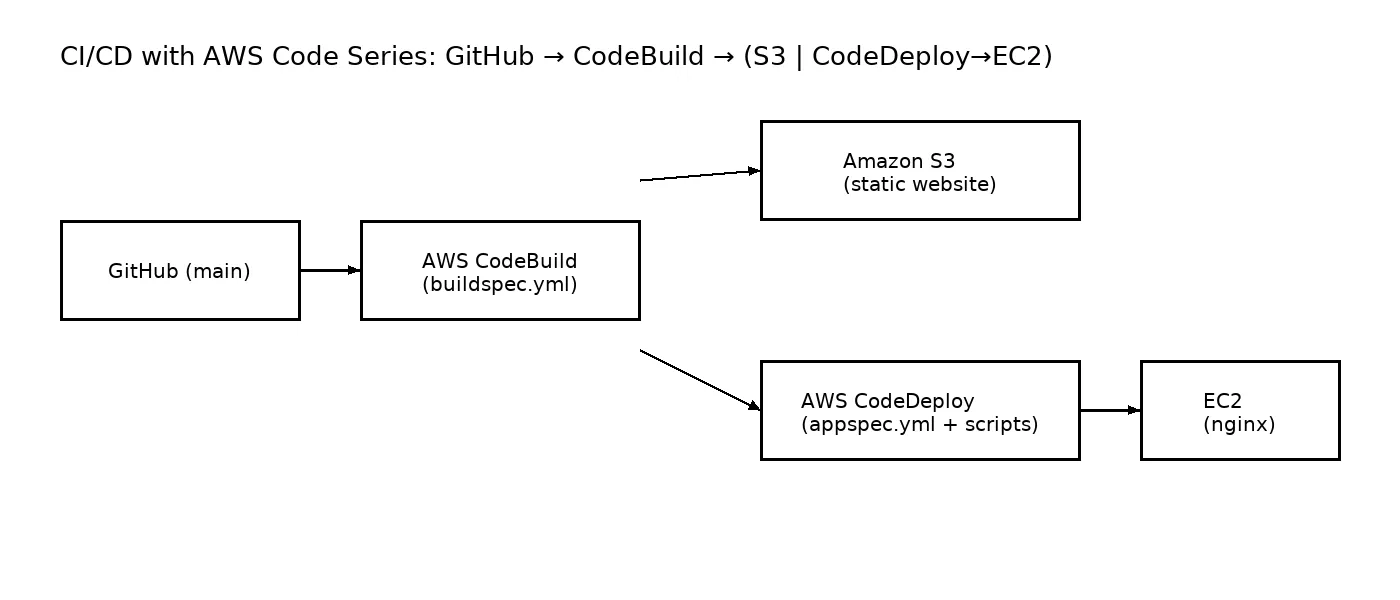 CI/CD with AWS Code Series: GitHub → CodeBuild → (S3 | CodeDeploy→EC2)
Amazon S3
(static website)
GitHub (main)
AWS CodeBuild
(buildspec.yml)
AWS CodeDeploy
(appspec.yml + scripts)
EC2
(nginx)